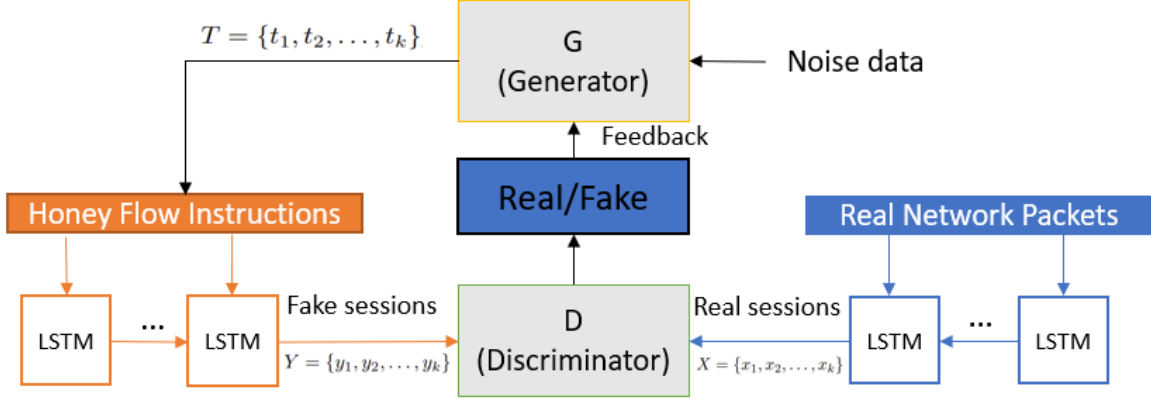 T = {t₁, t₂, . . . , tₖ}
G
(Generator)
Noise data
Feedback
Real/Fake
Honey Flow Instructions
Real Network Packets
LSTM
...
LSTM
Fake sessions
Y = {y₁, y₂, . . . , yₖ}
D
(Discriminator)
Real sessions
X = {x₁, x₂, . . . , xₖ}
LSTM
...
LSTM